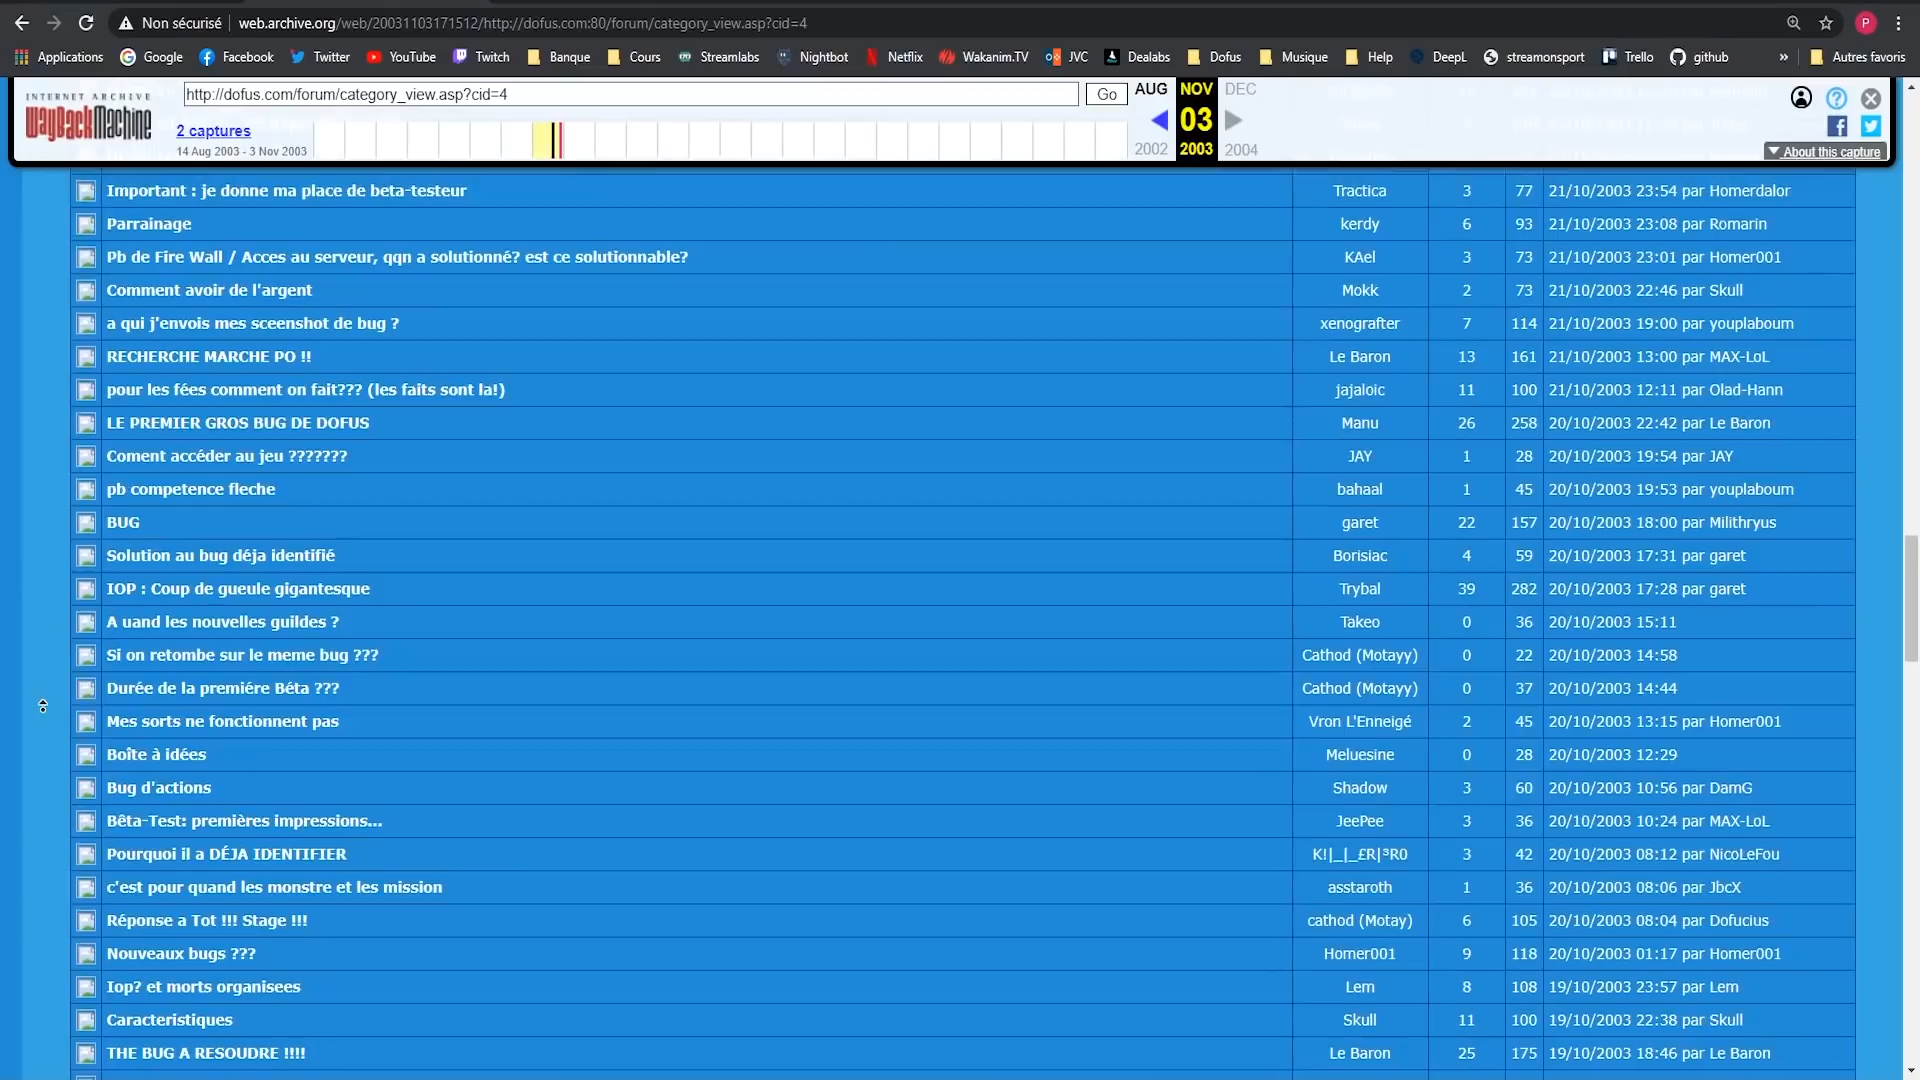 Non sécurisé web.archive.org/web/20031103171512/http://dofus.com:80/forum/category_view.asp?cid=4 P
Applications Google Facebook Twitter YouTube Twitch Banque Cours Streamlabs Nightbot Netflix Wakanim.TV JVC Dealabs Dofus Musique Help DeepL streamonsport Trello github » Autres favoris
INTERNET ARCHIVE
WayBackMachine
http://dofus.com/forum/category_view.asp?cid=4 Go
2 captures
14 Aug 2003 - 3 Nov 2003
AUG NOV DEC
03
2002 2003 2004
About this capture
Important : je donne ma place de beta-testeur Tractica 3 77 21/10/2003 23:54 par Homerdalor
Parrainage kerdy 6 93 21/10/2003 23:08 par Romarin
Pb de Fire Wall / Acces au serveur, qqn a solutionné? est ce solutionnable? KAel 3 73 21/10/2003 23:01 par Homer001
Comment avoir de l'argent Mokk 2 73 21/10/2003 22:46 par Skull
a qui j'envois mes sceenshot de bug ? xenografter 7 114 21/10/2003 19:00 par youplaboum
RECHERCHE MARCHE PO !! Le Baron 13 161 21/10/2003 13:00 par MAX-LoL
pour les fées comment on fait??? (les faits sont la!) jajaloic 11 100 21/10/2003 12:11 par Olad-Hann
LE PREMIER GROS BUG DE DOFUS Manu 26 258 20/10/2003 22:42 par Le Baron
Coment accéder au jeu ??????? JAY 1 28 20/10/2003 19:54 par JAY
pb competence fleche bahaal 1 45 20/10/2003 19:53 par youplaboum
BUG garet 22 157 20/10/2003 18:00 par Milithryus
Solution au bug déja identifié Borisiac 4 59 20/10/2003 17:31 par garet
IOP : Coup de gueule gigantesque Trybal 39 282 20/10/2003 17:28 par garet
A uand les nouvelles guildes ? Takeo 0 36 20/10/2003 15:11
Si on retombe sur le meme bug ??? Cathod (Motayy) 0 22 20/10/2003 14:58
Durée de la premiére Béta ??? Cathod (Motayy) 0 37 20/10/2003 14:44
Mes sorts ne fonctionnent pas Vron L'Enneigé 2 45 20/10/2003 13:15 par Homer001
Boîte à idées Meluesine 0 28 20/10/2003 12:29
Bug d'actions Shadow 3 60 20/10/2003 10:56 par DamG
Bêta-Test: premières impressions... JeePee 3 36 20/10/2003 10:24 par MAX-LoL
Pourquoi il a DÉJA IDENTIFIER K!|_|_£R|³R0 3 42 20/10/2003 08:12 par NicoLeFou
c'est pour quand les monstre et les mission asstaroth 1 36 20/10/2003 08:06 par JbcX
Réponse a Tot !!! Stage !!! cathod (Motay) 6 105 20/10/2003 08:04 par Dofucius
Nouveaux bugs ??? Homer001 9 118 20/10/2003 01:17 par Homer001
Iop? et morts organisees Lem 8 108 19/10/2003 23:57 par Lem
Caracteristiques Skull 11 100 19/10/2003 22:38 par Skull
THE BUG A RESOUDRE !!!! Le Baron 25 175 19/10/2003 18:46 par Le Baron